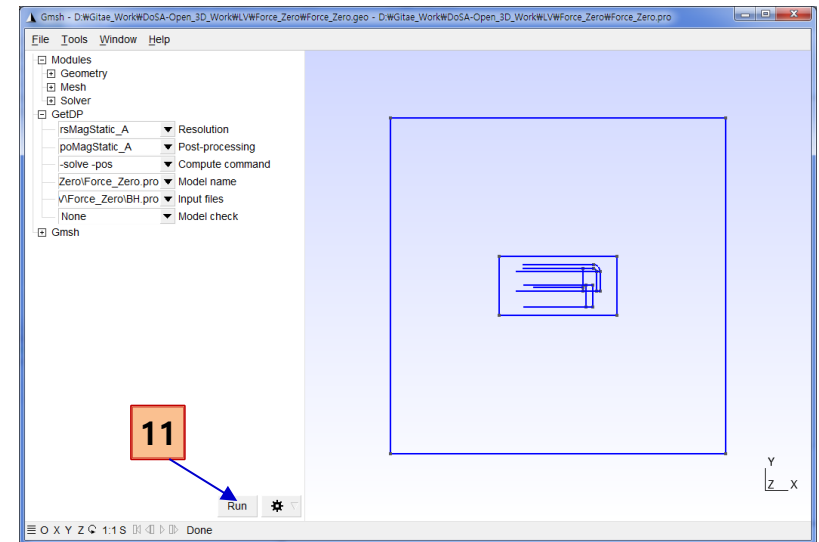 Gmsh - D:₩Gitae_Work₩DoSA-Open_3D_Work₩LV₩Force_Zero₩Force_Zero.geo - D:₩Gitae_Work₩DoSA-Open_3D_Work₩LV₩Force_Zero₩Force_Zero.pro
File Tools Window Help
Modules
Geometry
Mesh
Solver
GetDP
rsMagStatic_A Resolution
poMagStatic_A Post-processing
-solve -pos Compute command
Zero\Force_Zero.pro Model name
V\Force_Zero\BH.pro Input files
None Model check
Gmsh
11
Y
Z X
Run
O X Y Z 1:1 S Done